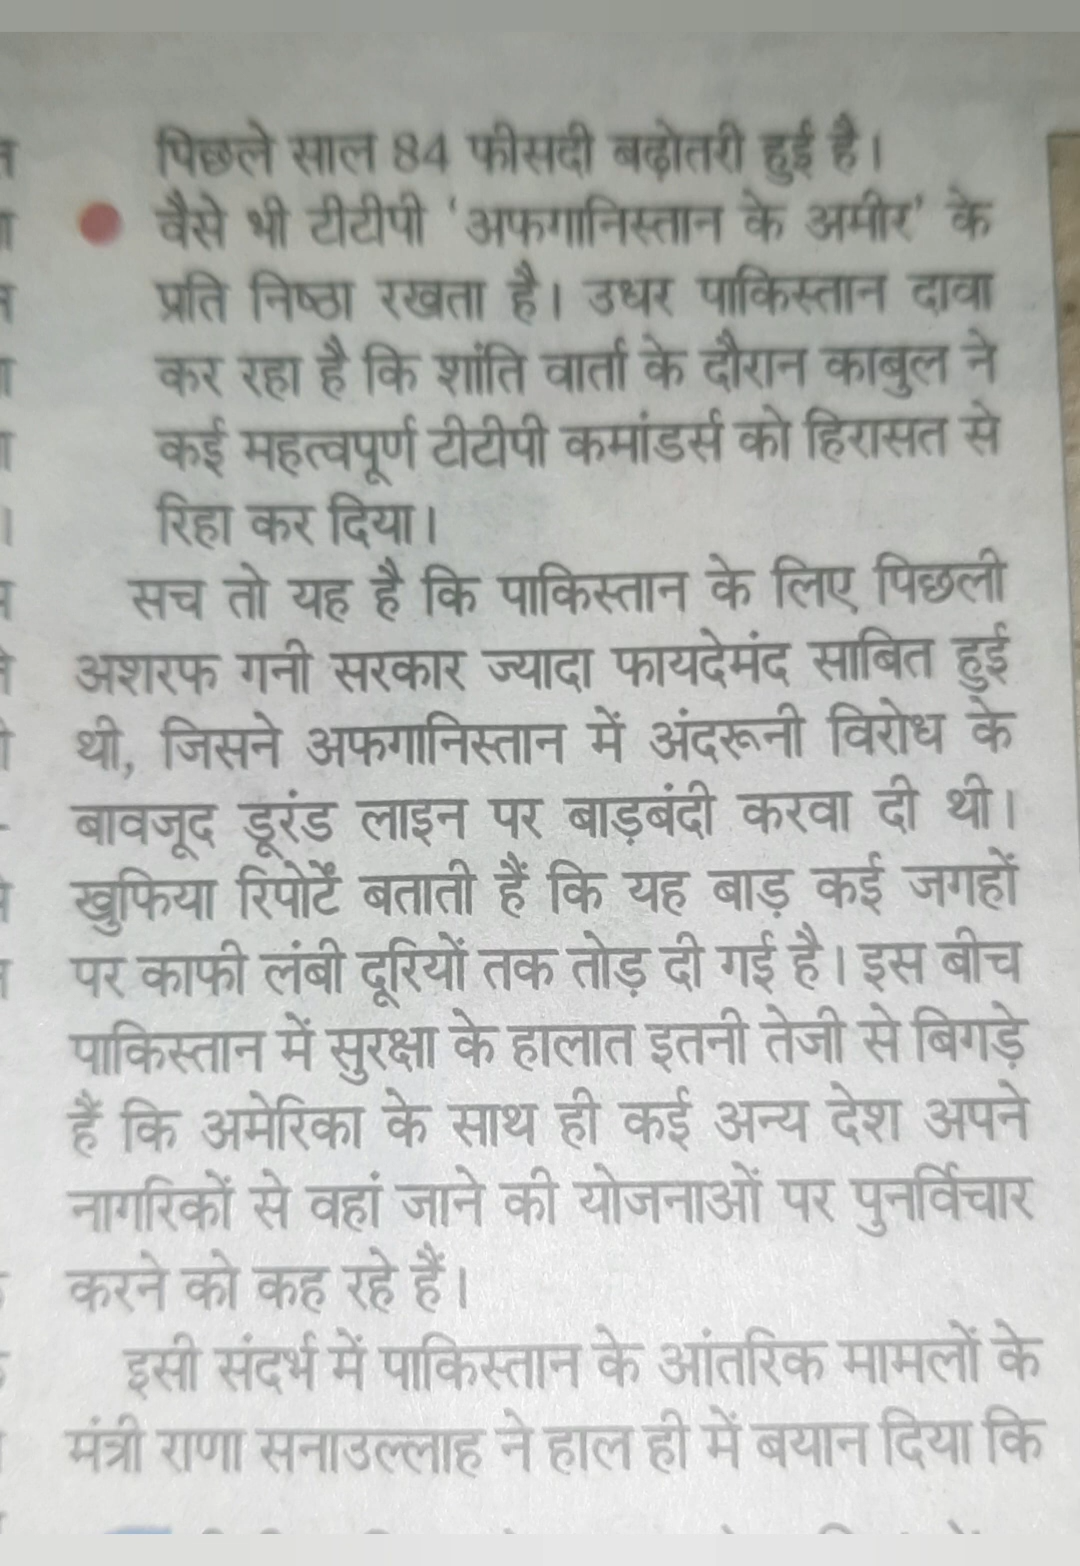 पिछले साल 84 फीसदी बढ़ोतरी हुई है।
वैसे भी टीटीपी 'अफगानिस्तान के अमीर' के
प्रति निष्ठा रखता है। उधर पाकिस्तान दावा
कर रहा है कि शांति वार्ता के दौरान काबुल ने
कई महत्वपूर्ण टीटीपी कमांडर्स को हिरासत से
रिहा कर दिया।
सच तो यह है कि पाकिस्तान के लिए पिछली
अशरफ गनी सरकार ज्यादा फायदेमंद साबित हुई
थी, जिसने अफगानिस्तान में अंदरूनी विरोध के
बावजूद डूरंड लाइन पर बाड़बंदी करवा दी थी।
खुफिया रिपोर्टें बताती हैं कि यह बाड़ कई जगहों
पर काफी लंबी दूरियों तक तोड़ दी गई है। इस बीच
पाकिस्तान में सुरक्षा के हालात इतनी तेजी से बिगड़े
हैं कि अमेरिका के साथ ही कई अन्य देश अपने
नागरिकों से वहां जाने की योजनाओं पर पुनर्विचार
करने को कह रहे हैं।
इसी संदर्भ में पाकिस्तान के आंतरिक मामलों के
मंत्री राणा सनाउल्लाह ने हाल ही में बयान दिया कि